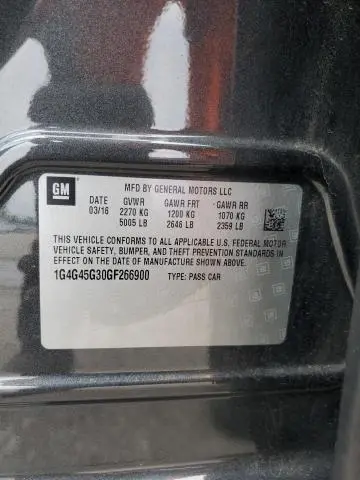 GM
MFD BY GENERAL MOTORS LLC
DATE GVWR GAWR FRT GAWR RR
03/16 2270 KG 1200 KG 1070 KG
5005 LB 2646 LB 2359 LB
THIS VEHICLE CONFORMS TO ALL APPLICABLE U.S. FEDERAL MOTOR
VEHICLE SAFETY, BUMPER, AND THEFT PREVENTION STANDARDS
IN EFFECT ON THE DATE OF MANUFACTURE SHOWN ABOVE.
1G4G45G30GF266900 TYPE: PASS CAR